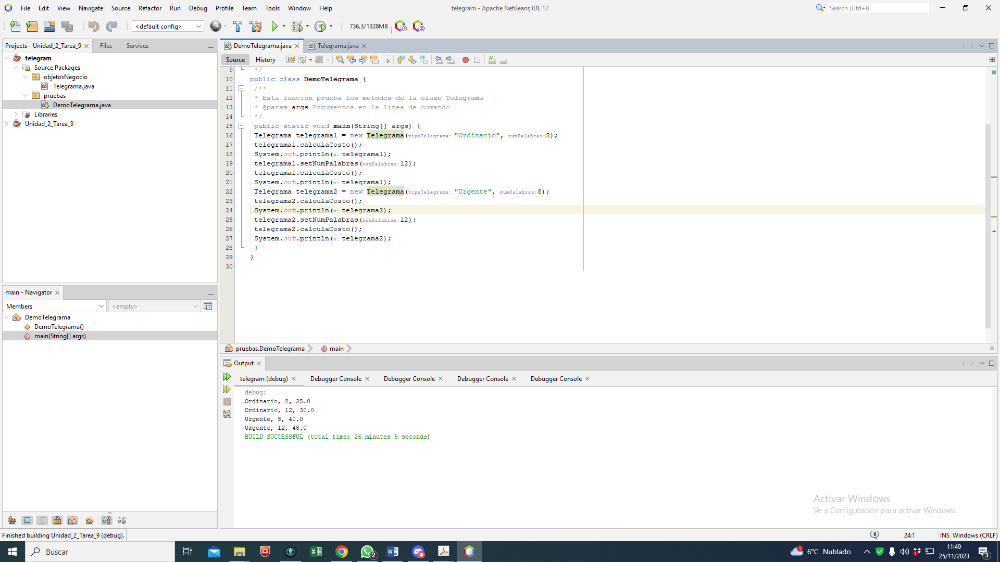 File Edit View Navigate Source Refactor Run Debug Profile Team Tools Window Help
telegram - Apache NetBeans IDE 17
Search (Ctrl+I)
<default config>
736,3/1328MB
Projects - Unidad_2_Tarea_9
Files
Services
telegram
Source Packages
objetosNegocio
Telegrama.java
pruebas
DemoTelegrama.java
Libraries
Unidad_2_Tarea_9
main - Navigator
Members
<empty>
DemoTelegrama
DemoTelegrama()
main(String[] args)
DemoTelegrama.java
Telegrama.java
Source
History
9 */
10 public class DemoTelegrama {
11 /**
12 * Esta funcion prueba los metodos de la clase Telegrama
13 * @param args Argumentos en la linea de comando
14 */
15 public static void main(String[] args) {
16 Telegrama telegrama1 = new Telegrama(tipoTelegrama: "Ordinario", numPalabras:8);
17 telegrama1.calculaCosto();
18 System.out.println(x: telegrama1);
19 telegrama1.setNumPalabras(numPalabras:12);
20 telegrama1.calculaCosto();
21 System.out.println(x: telegrama1);
22 Telegrama telegrama2 = new Telegrama(tipoTelegrama: "Urgente", numPalabras:8);
23 telegrama2.calculaCosto();
24 System.out.println(x: telegrama2);
25 telegrama2.setNumPalabras(numPalabras:12);
26 telegrama2.calculaCosto();
27 System.out.println(x: telegrama2);
28 }
29 }
30
pruebas.DemoTelegrama
main
Output
telegram (debug)
Debugger Console
Debugger Console
Debugger Console
Debugger Console
debug:
Ordinario, 8, 25.0
Ordinario, 12, 30.0
Urgente, 8, 40.0
Urgente, 12, 48.0
BUILD SUCCESSFUL (total time: 26 minutes 9 seconds)
Activar Windows
Ve a Configuración para activar Windows.
Finished building Unidad_2_Tarea_9 (debug).
1
24:1
INS
Windows (CRLF)
Buscar
2
1
6°C Nublado
11:49
25/11/2023
3